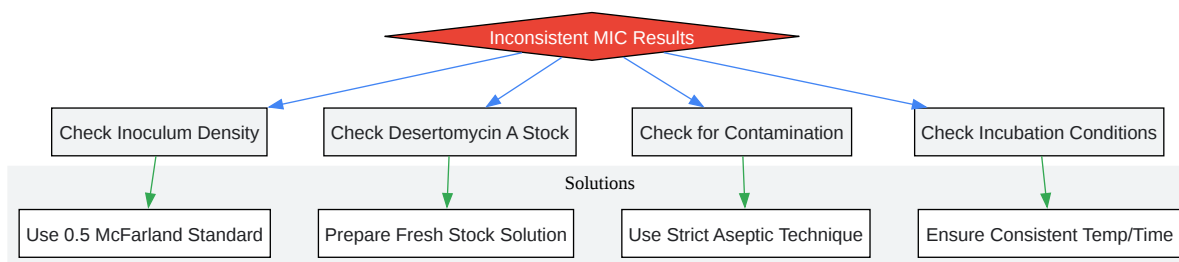 Inconsistent MIC Results
Check Inoculum Density
Check Desertomycin A Stock
Check for Contamination
Check Incubation Conditions
Solutions
Use 0.5 McFarland Standard
Prepare Fresh Stock Solution
Use Strict Aseptic Technique
Ensure Consistent Temp/Time